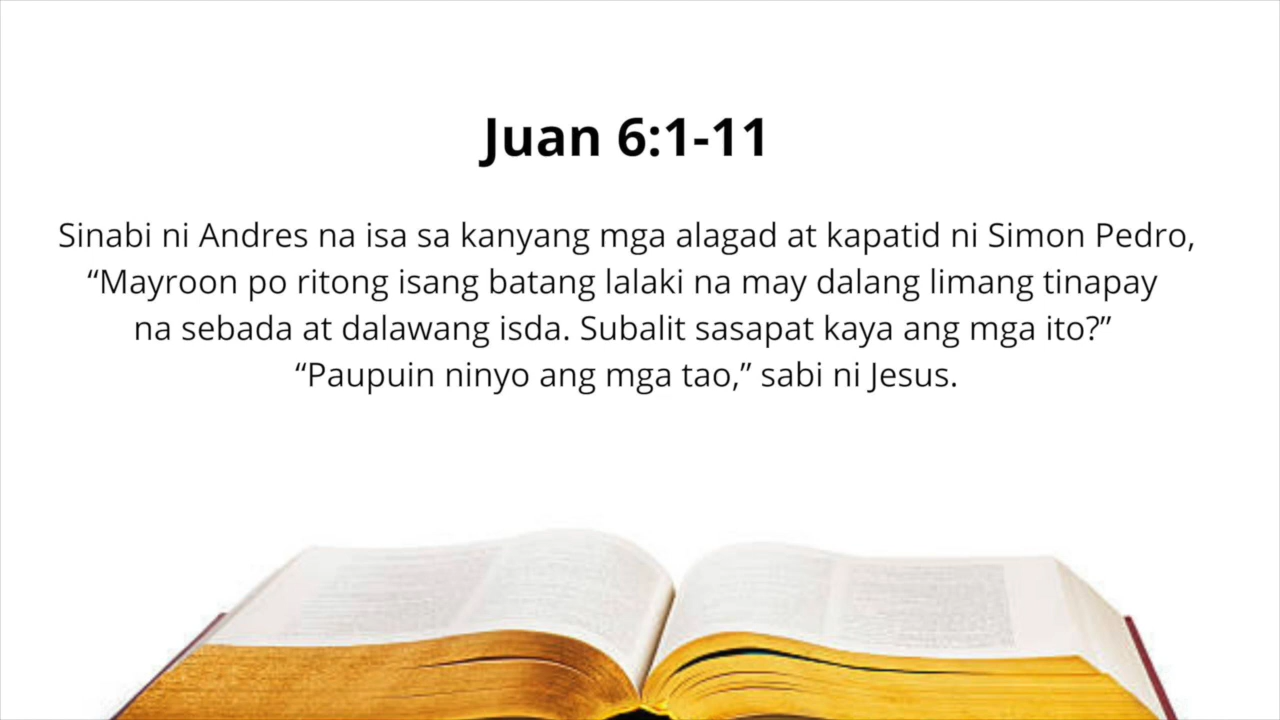 Juan 6:1-11
Sinabi ni Andres na isa sa kanyang mga alagad at kapatid ni Simon Pedro,
“Mayroon po ritong isang batang lalaki na may dalang limang tinapay
na sebada at dalawang isda. Subalit sasapat kaya ang mga ito?”
“Paupuin ninyo ang mga tao,” sabi ni Jesus.